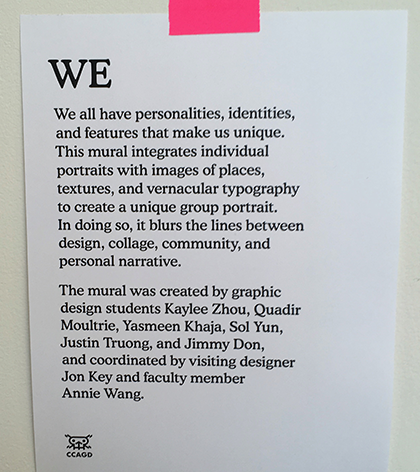 WE
We all have personalities, identities,
and features that make us unique.
This mural integrates individual
portraits with images of places,
textures, and vernacular typography
to create a unique group portrait.
In doing so, it blurs the lines between
design, collage, community, and
personal narrative.
The mural was created by graphic
design students Kaylee Zhou, Quadir
Moultrie, Yasmeen Khaja, Sol Yun,
Justin Truong, and Jimmy Don,
and coordinated by visiting designer
Jon Key and faculty member
Annie Wang.
CCAGD